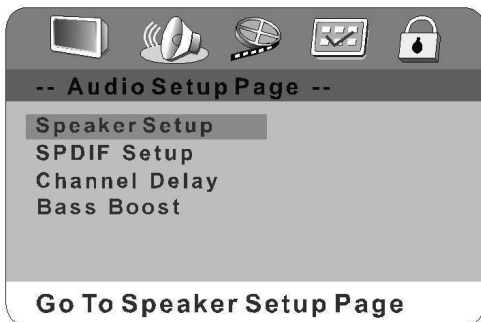 -- Audio Setup Page --
Speaker Setup
SPDIF Setup
Channel Delay
Bass Boost
Go To Speaker Setup Page